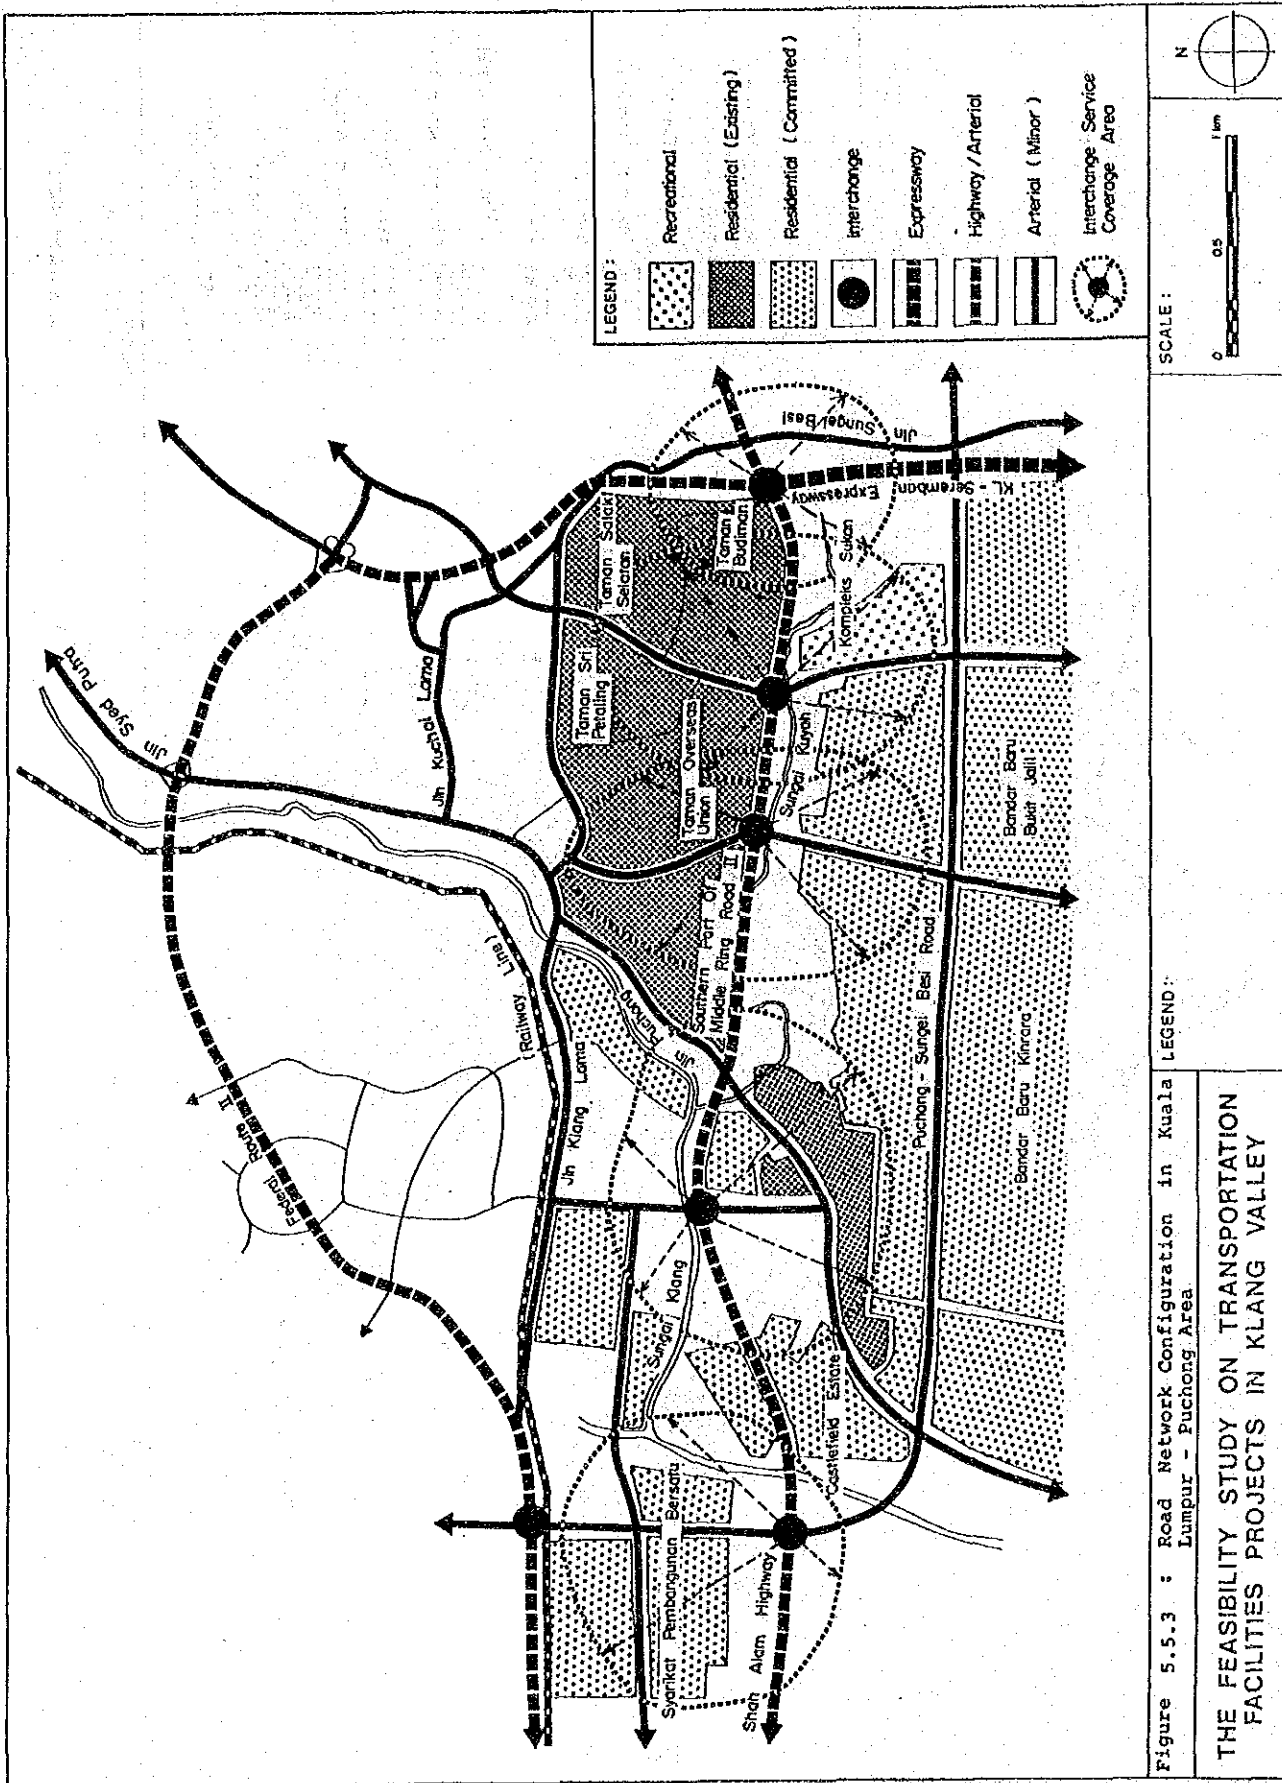 Jln Syed Putra
Federal Route II
(Railway Line)
Jln Kuchai Lama
Jln Klang Lama
Jln Puchong
Taman Sri
Petaling
Taman Salak
Selatan
Taman Overseas
Union
Taman
Budiman
Jln Sungei Besi
KL - Seremban Expressway
Kompleks Sukan
Sungai Kuyoh
Southern Part Of
Middle Ring Road II
Sungai Klang
Syarikat Pembangunan Bersatu
Castlefield Estate
Shah Alam Highway
Puchong Sungei Besi Road
Bandar Baru Kinrara
Bandar Baru
Bukit Jalil
LEGEND :
Recreational
Residential (Existing)
Residential (Committed)
Interchange
Expressway
Highway / Arterial
Arterial (Minor)
Interchange Service
Coverage Area
Figure 5.5.3 : Road Network Configuration in Kuala
Lumpur - Puchong Area
THE FEASIBILITY STUDY ON TRANSPORTATION
FACILITIES PROJECTS IN KLANG VALLEY
LEGEND:
SCALE :
0 0.5 1 km
N